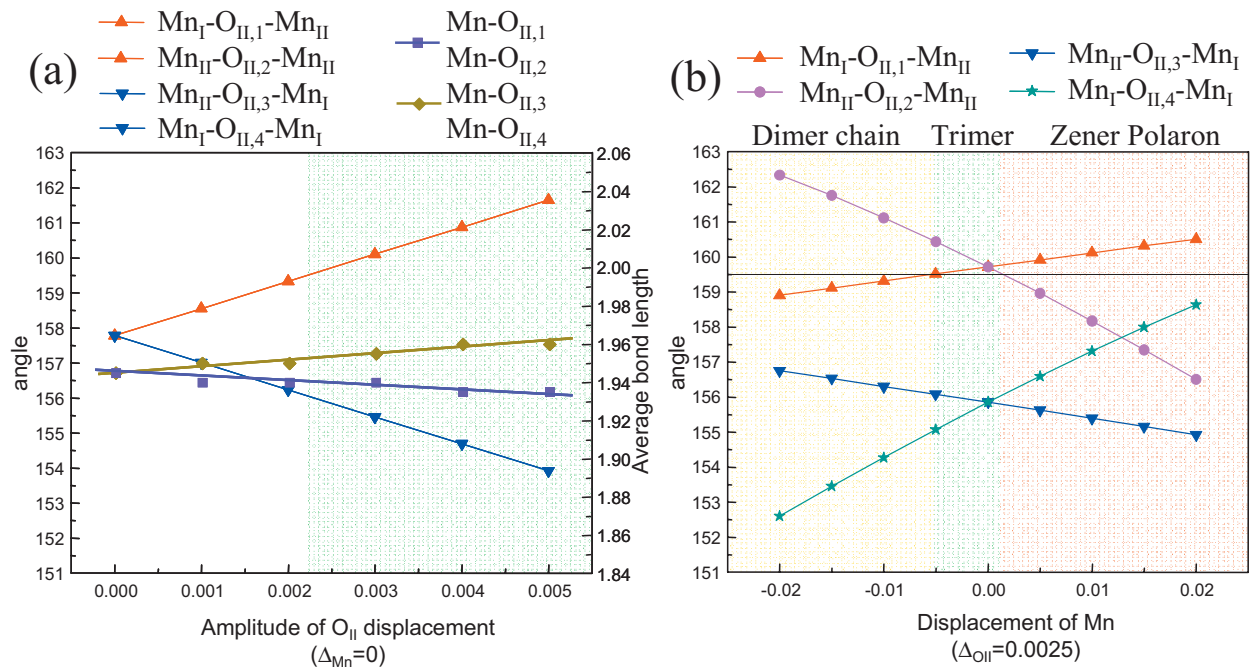 (a)
Mn_I-O_II,1-Mn_II
Mn_II-O_II,2-Mn_II
Mn_II-O_II,3-Mn_I
Mn_I-O_II,4-Mn_I
Mn-O_II,1
Mn-O_II,2
Mn-O_II,3
Mn-O_II,4
163
162
161
160
159
158
157
156
155
154
153
152
151
angle
2.06
2.04
2.02
2.00
1.98
1.96
1.94
1.92
1.90
1.88
1.86
1.84
Average bond length
0.000 0.001 0.002 0.003 0.004 0.005
Amplitude of O_II displacement
(Δ_Mn=0)
(b)
Mn_I-O_II,1-Mn_II
Mn_II-O_II,2-Mn_II
Mn_II-O_II,3-Mn_I
Mn_I-O_II,4-Mn_I
Dimer chain Trimer Zener Polaron
163
162
161
160
159
158
157
156
155
154
153
152
151
angle
-0.02 -0.01 0.00 0.01 0.02
Displacement of Mn
(Δ_OII=0.0025)